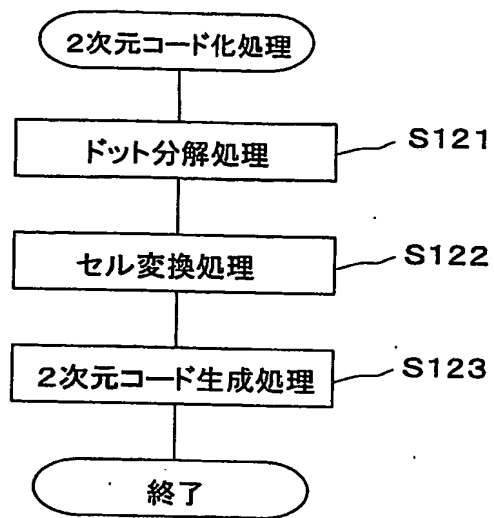 2次元コード化処理
ドット分解処理
S121
セル変換処理
S122
2次元コード生成処理
S123
終了